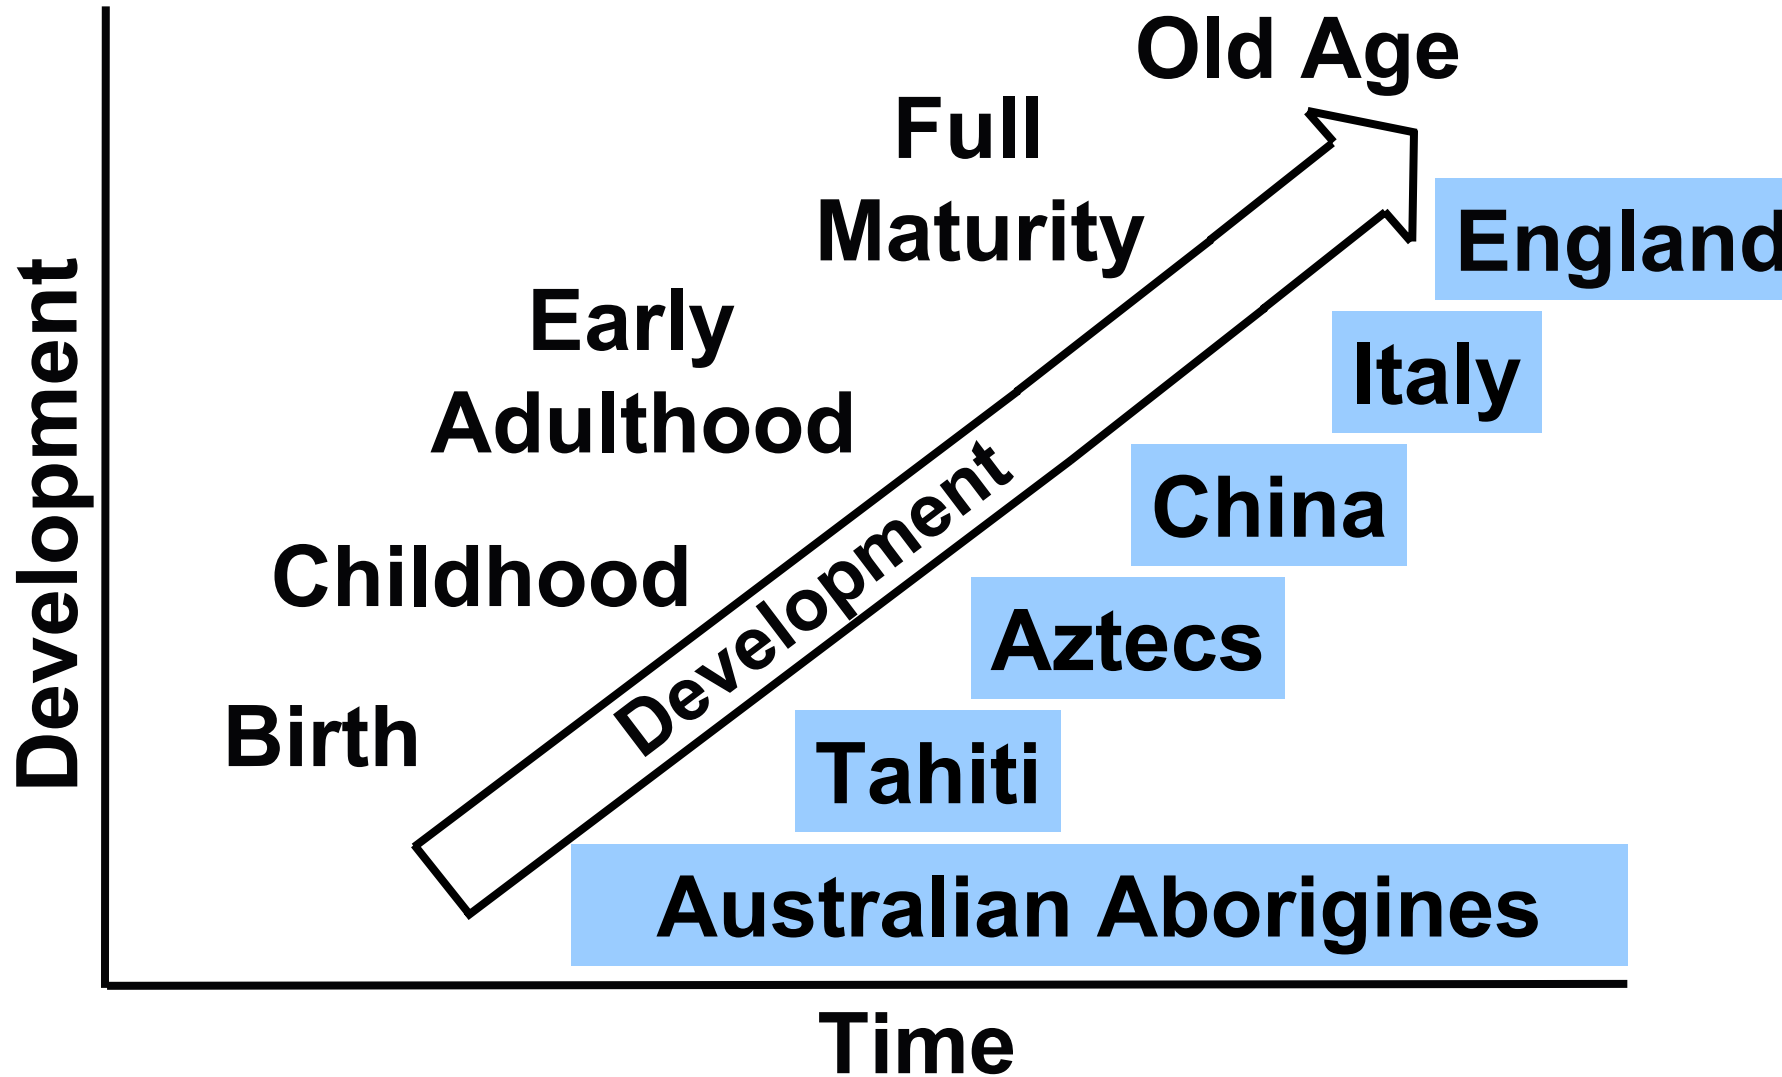 Old Age
Full
Maturity
England
Early
Adulthood
Italy
China
Childhood
Development
Aztecs
Birth
Tahiti
Australian Aborigines
Development
Time